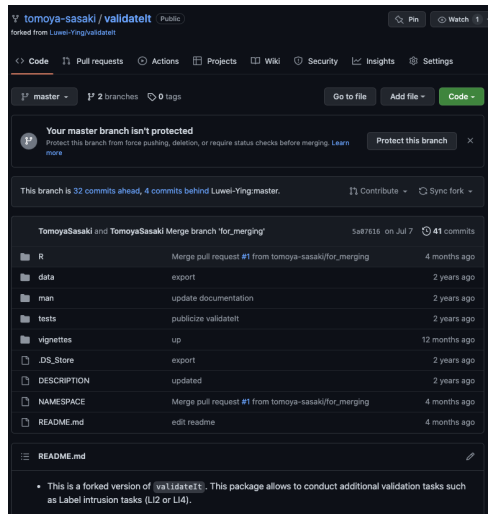 tomoya-sasaki / validateIt Public Pin Watch 1
forked from Luwei-Ying/validateIt
<> Code Pull requests Actions Projects Wiki Security Insights Settings
master 2 branches 0 tags Go to file Add file Code
Your master branch isn't protected
Protect this branch from force pushing, deletion, or require status checks before merging. Learn more
Protect this branch
This branch is 32 commits ahead, 4 commits behind Luwei-Ying:master. Contribute Sync fork
TomoyaSasaki and TomoyaSasaki Merge branch 'for_merging' 5a07616 on Jul 7 41 commits
R Merge pull request #1 from tomoya-sasaki/for_merging 4 months ago
data export 2 years ago
man update documentation 2 years ago
tests publicize validateIt 2 years ago
vignettes up 12 months ago
.DS_Store export 2 years ago
DESCRIPTION updated 2 years ago
NAMESPACE Merge pull request #1 from tomoya-sasaki/for_merging 4 months ago
README.md edit readme 4 months ago
README.md
• This is a forked version of validateIt. This package allows to conduct additional validation tasks such
as Label intrusion tasks (LI2 or LI4).